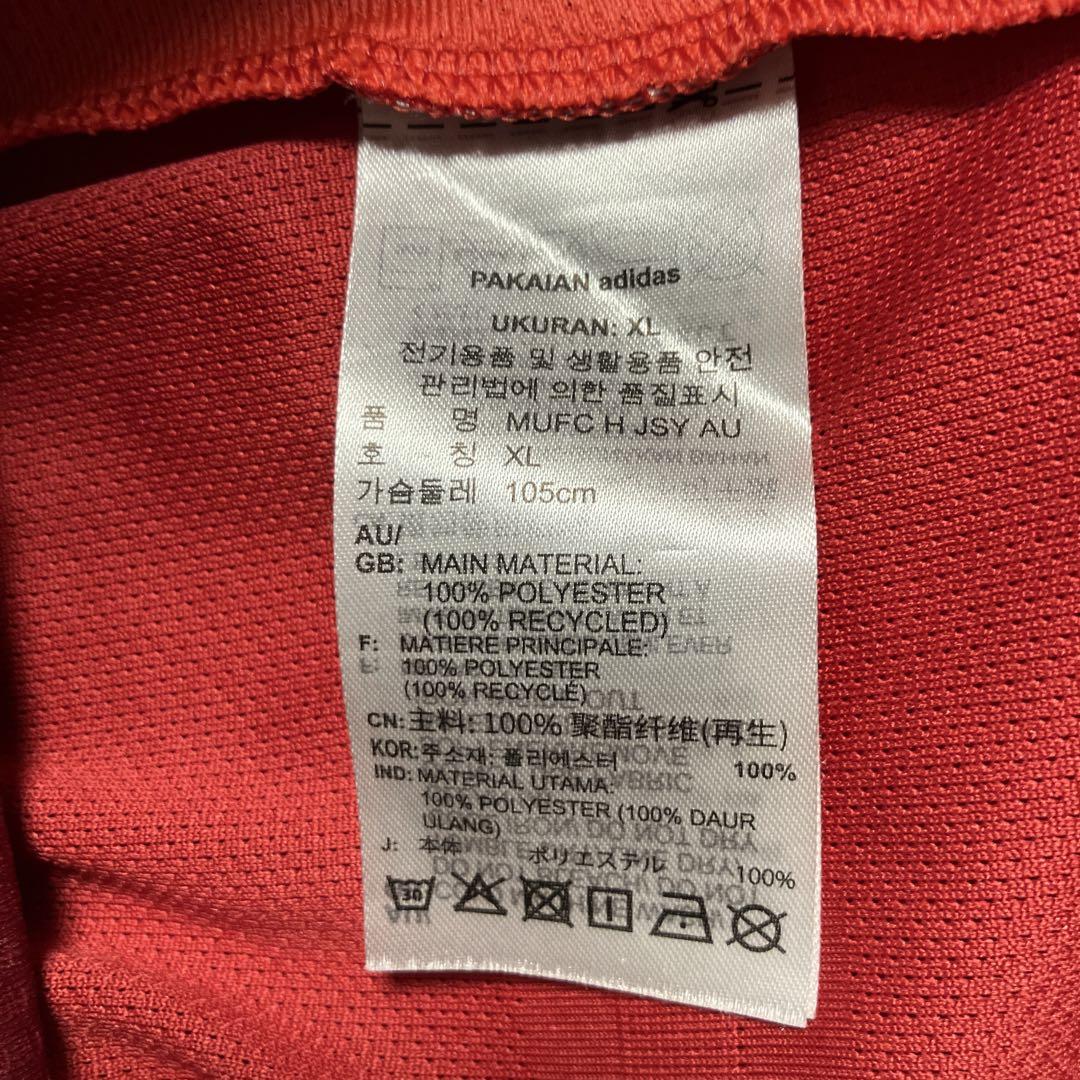 PAKAIAN adidas
UKURAN: XL
전기용품 및 생활용품 안전
관리법에 의한 품질표시
품 명 MUFC H JSY AU
호 칭 XL
가슴둘레 105cm
AU/
GB: MAIN MATERIAL:
100% POLYESTER
(100% RECYCLED)
F: MATIERE PRINCIPALE:
100% POLYESTER
(100% RECYCLÉ)
CN: 主料: 100% 聚酯纤维(再生)
KOR: 주소재: 폴리에스터 100%
IND: MATERIAL UTAMA:
100% POLYESTER (100% DAUR
ULANG)
J: 本体 ポリエステル 100%
30